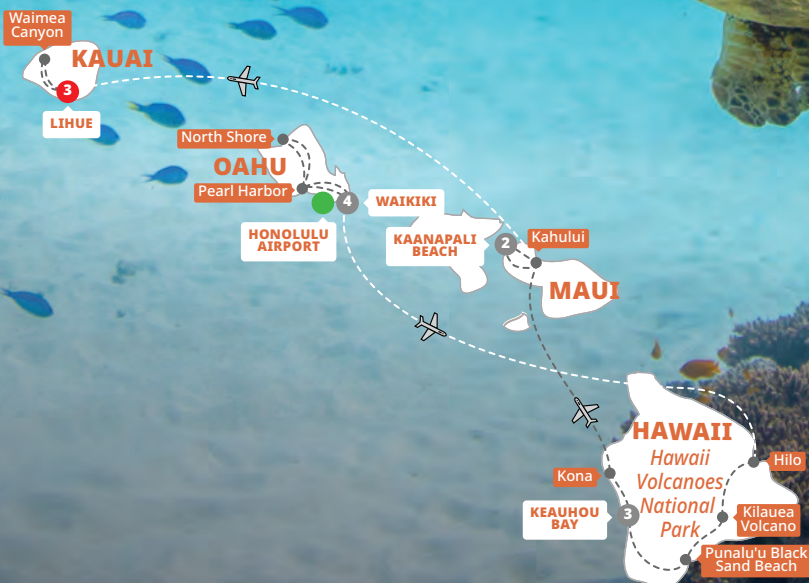 Waimea
Canyon
KAUAI
3
LIHUE
North Shore
OAHU
Pearl Harbor
4
WAIKIKI
HONOLULU
AIRPORT
KAANAPALI
BEACH
2
Kahului
MAUI
HAWAII
Hawaii
Volcanoes
National
Park
Hilo
Kona
KEAUHOU
BAY
3
Kilauea
Volcano
Punalu'u Black
Sand Beach